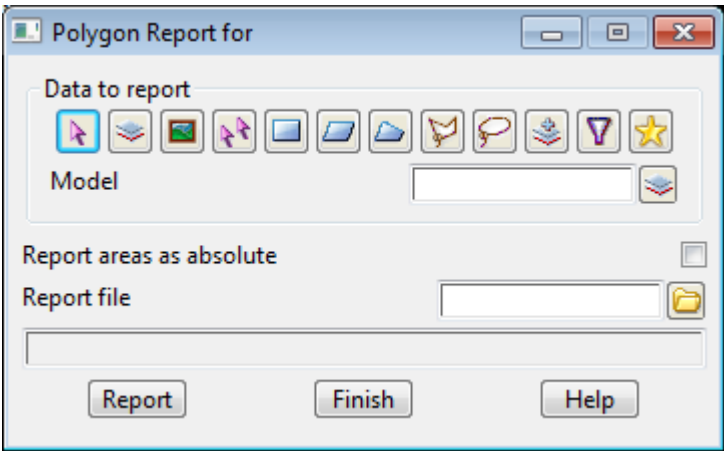 Polygon Report for
Data to report
Model
Report areas as absolute
Report file
Report Finish Help